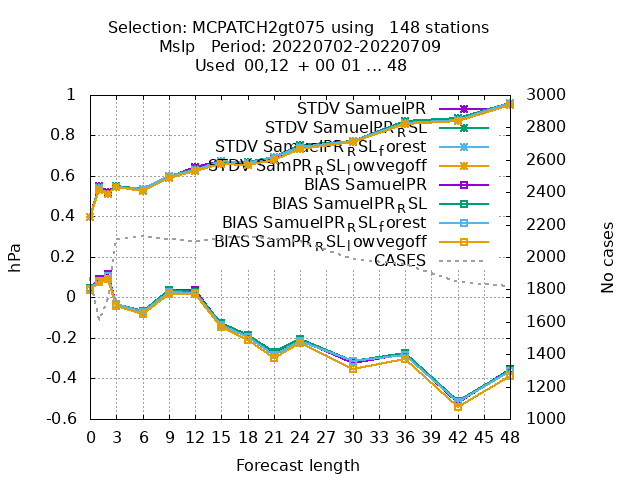 Selection: MCPATCH2gt075 using   148 stations
Mslp   Period: 20220702-20220709
Used  00,12  + 00 01 ... 48
STDV SamuelPR
STDV SamuelPR_RSL
STDV SamuelPR_RSL_forest
STDV SamPR_RSL_lowvegoff
BIAS SamuelPR
BIAS SamuelPR_RSL
BIAS SamuelPR_RSL_forest
BIAS SamPR_RSL_lowvegoff
CASES
1
0.8
0.6
0.4
0.2
0
-0.2
-0.4
-0.6
hPa
3000
2800
2600
2400
2200
2000
1800
1600
1400
1200
1000
No cases
0 3 6 9 12 15 18 21 24 27 30 33 36 39 42 45 48
Forecast length